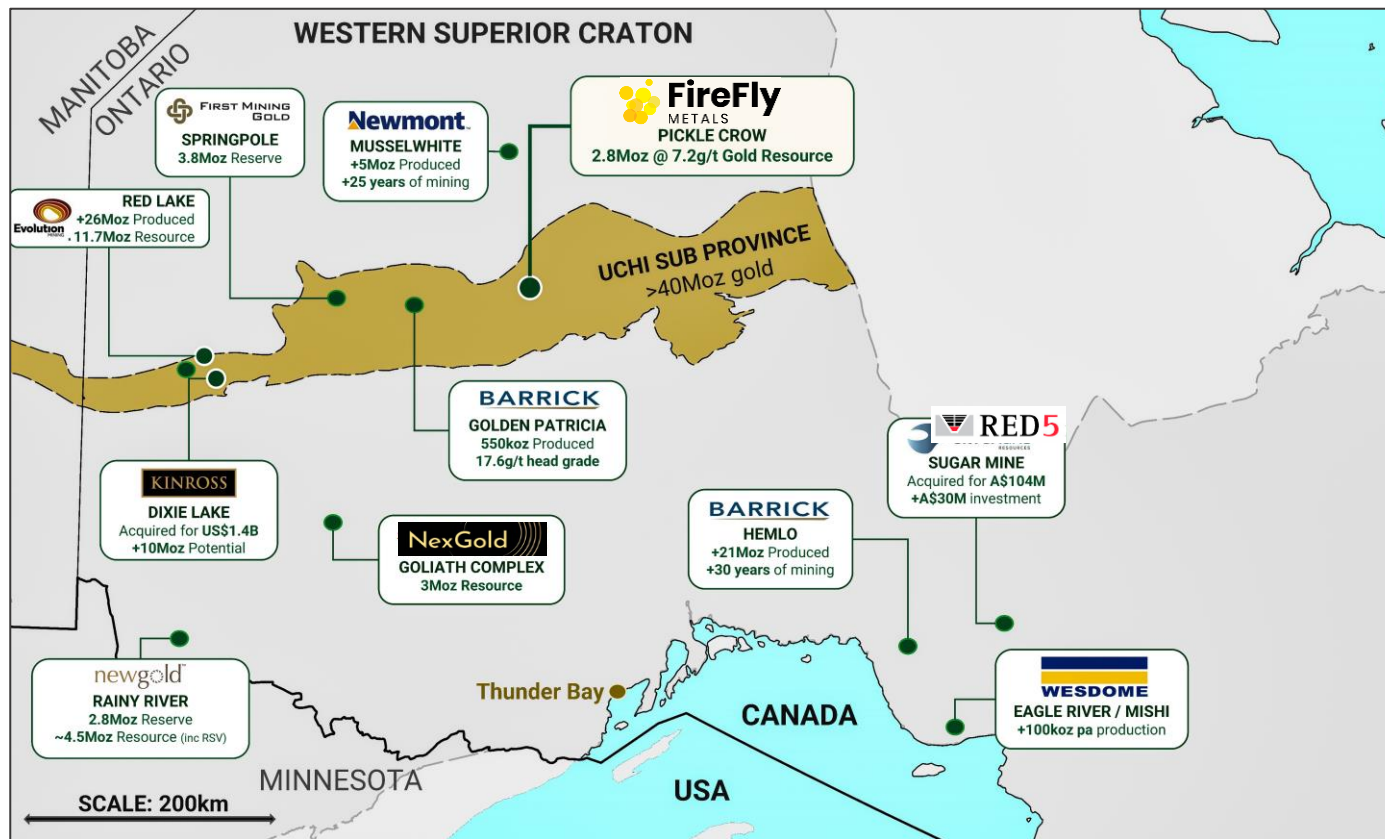 WESTERN SUPERIOR CRATON
MANITOBA
ONTARIO
FIRST MINING
GOLD
SPRINGPOLE
3.8Moz Reserve
Newmont™
MUSSELWHITE
+5Moz Produced
+25 years of mining
FireFly
METALS
PICKLE CROW
2.8Moz @ 7.2g/t Gold Resource
Evolution
MINING
RED LAKE
+26Moz Produced
11.7Moz Resource
UCHI SUB PROVINCE
>40Moz gold
BARRICK
GOLDEN PATRICIA
550koz Produced
17.6g/t head grade
KINROSS
DIXIE LAKE
Acquired for US$1.4B
+10Moz Potential
NexGold
GOLIATH COMPLEX
3Moz Resource
RED5
RESOURCES
SUGAR MINE
Acquired for A$104M
+A$30M investment
BARRICK
HEMLO
+21Moz Produced
+30 years of mining
newgold™
RAINY RIVER
2.8Moz Reserve
~4.5Moz Resource (inc RSV)
Thunder Bay
CANADA
WESDOME
EAGLE RIVER / MISHI
+100koz pa production
MINNESOTA
USA
SCALE: 200km